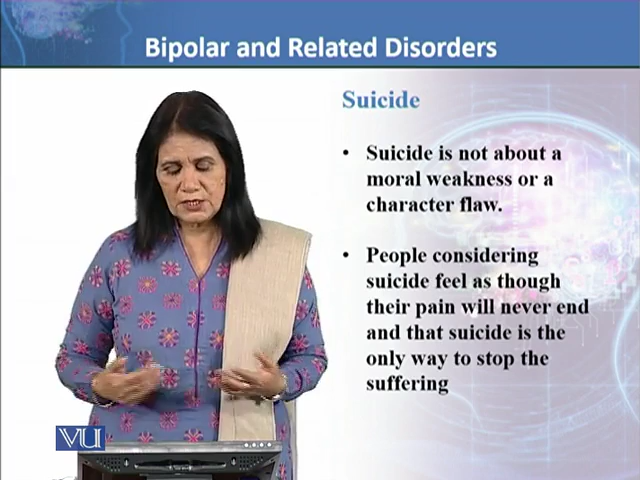 Bipolar and Related Disorders
Suicide
• Suicide is not about a
moral weakness or a
character flaw.
• People considering
suicide feel as though
their pain will never end
and that suicide is the
only way to stop the
suffering
VU